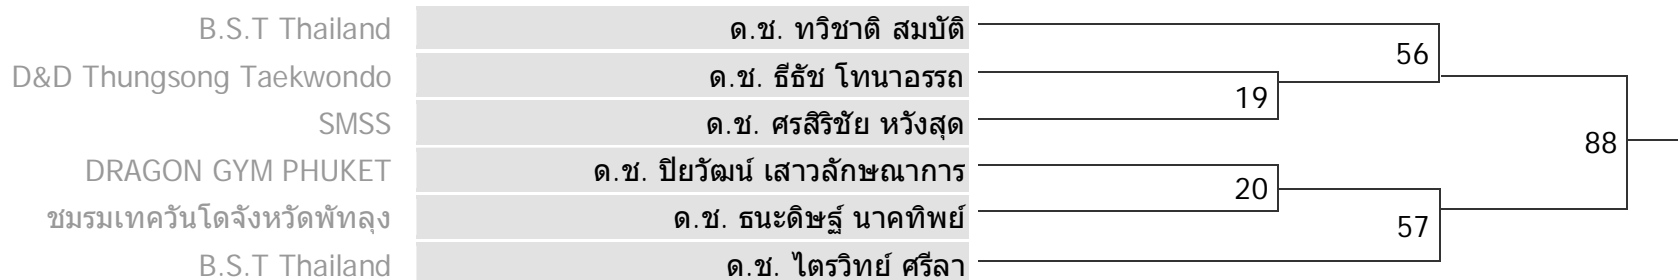 B.S.T Thailand ด.ช. ทวิชาติ สมบัติ
56
D&D Thungsong Taekwondo ด.ช. ธีธัช โทนาอรรถ
19
SMSS ด.ช. ศรสิริชัย หวังสุด
88
DRAGON GYM PHUKET ด.ช. ปิยวัฒน์ เสาวลักษณาการ
20
ชมรมเทควันโดจังหวัดพัทลุง ด.ช. ธนะดิษฐ์ นาคทิพย์
57
B.S.T Thailand ด.ช. ไตรวิทย์ ศรีลา